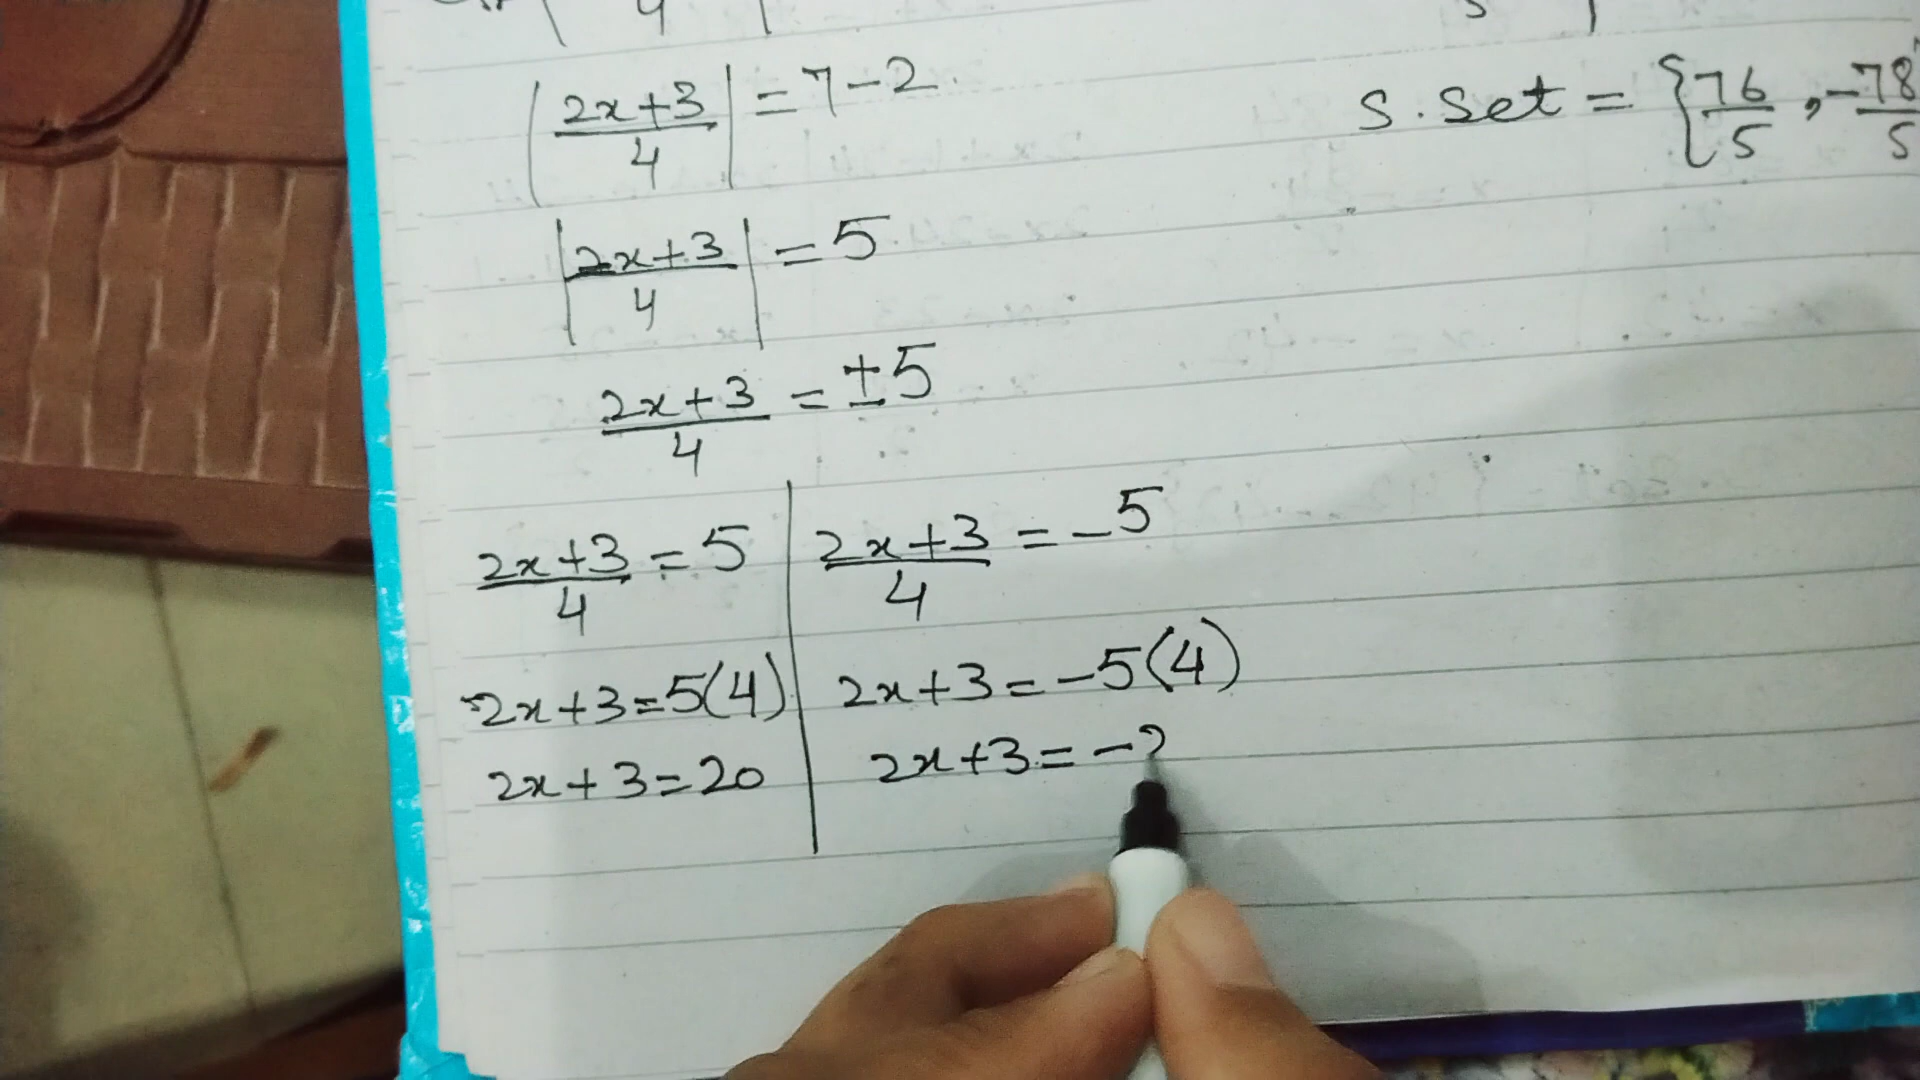 |2x+3/4| = 7-2
|2x+3/4| = 5
2x+3/4 = ±5
2x+3/4 = 5 | 2x+3/4 = -5
2x+3=5(4) | 2x+3=-5(4)
2x+3=20 | 2x+3=-2
S.Set = {76/5, -78/5